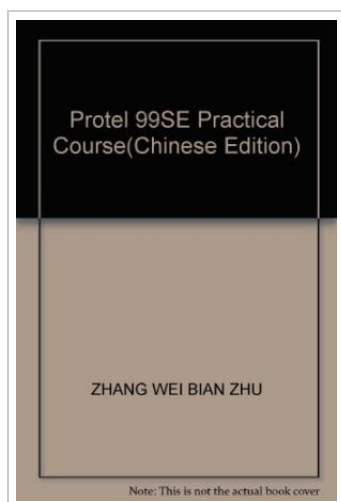 Protel 99SE Practical
Course(Chinese Edition)
ZHANG WEI BIAN ZHU
Note: This is not the actual book cover